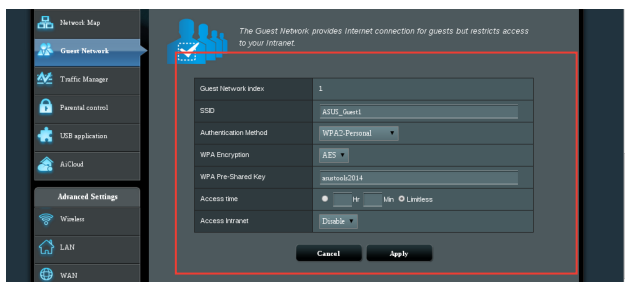 Network Map
The Guest Network provides Internet connection for guests but restricts access
to your Intranet.
Guest Network
Traffic Manager
Parental control
USB application
AiCloud
Advanced Settings
Wireless
LAN
WAN
Guest Network index 1
SSID ASUS_Guest1
Authentication Method WPA2-Personal
WPA Encryption AES
WPA Pre-Shared Key
Access time Hr Min Limitless
Access Intranet Disable
Cancel Apply